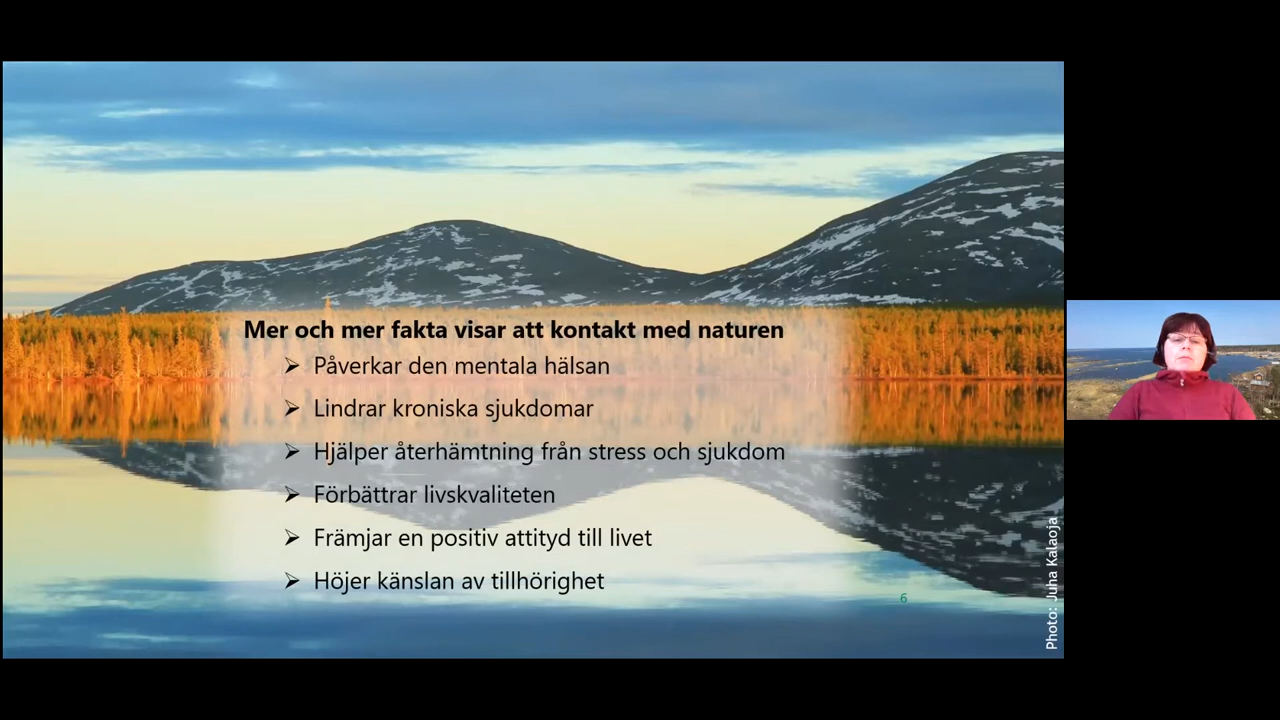 Mer och mer fakta visar att kontakt med naturen
➢ Påverkar den mentala hälsan
➢ Lindrar kroniska sjukdomar
➢ Hjälper återhämtning från stress och sjukdom
➢ Förbättrar livskvaliteten
➢ Främjar en positiv attityd till livet
➢ Höjer känslan av tillhörighet
6
Photo: Juha Kalaoja